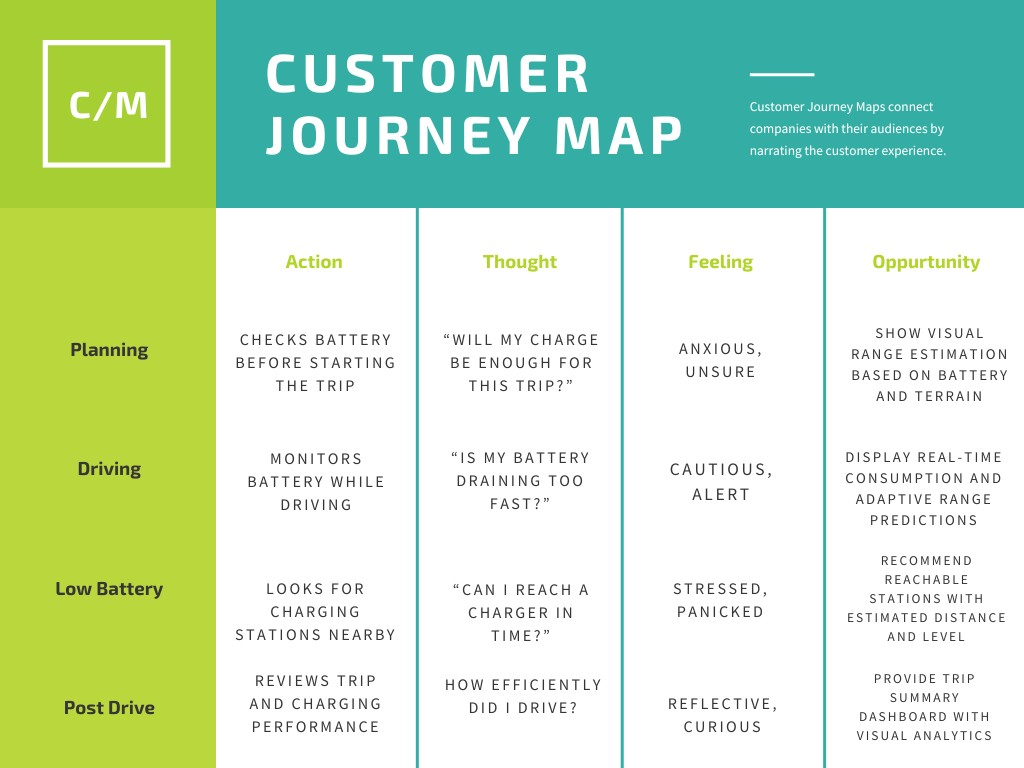 C/M
CUSTOMER
JOURNEY MAP
Customer Journey Maps connect
companies with their audiences by
narrating the customer experience.
Action
Thought
Feeling
Oppurtunity
Planning
CHECKS BATTERY
BEFORE STARTING
THE TRIP
“WILL MY CHARGE
BE ENOUGH FOR
THIS TRIP?”
ANXIOUS,
UNSURE
SHOW VISUAL
RANGE ESTIMATION
BASED ON BATTERY
AND TERRAIN
Driving
MONITORS
BATTERY WHILE
DRIVING
“IS MY BATTERY
DRAINING TOO
FAST?”
CAUTIOUS,
ALERT
DISPLAY REAL-TIME
CONSUMPTION AND
ADAPTIVE RANGE
PREDICTIONS
Low Battery
LOOKS FOR
CHARGING
STATIONS NEARBY
“CAN I REACH A
CHARGER IN
TIME?”
STRESSED,
PANICKED
RECOMMEND
REACHABLE
STATIONS WITH
ESTIMATED DISTANCE
AND LEVEL
Post Drive
REVIEWS TRIP
AND CHARGING
PERFORMANCE
HOW EFFICIENTLY
DID I DRIVE?
REFLECTIVE,
CURIOUS
PROVIDE TRIP
SUMMARY
DASHBOARD WITH
VISUAL ANALYTICS